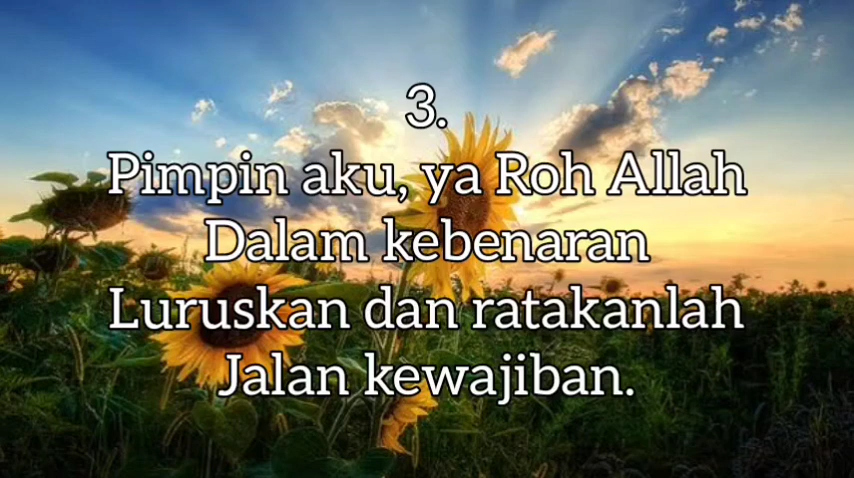 3.
Pimpin aku, ya Roh Allah
Dalam kebenaran
Luruskan dan ratakanlah
Jalan kewajiban.